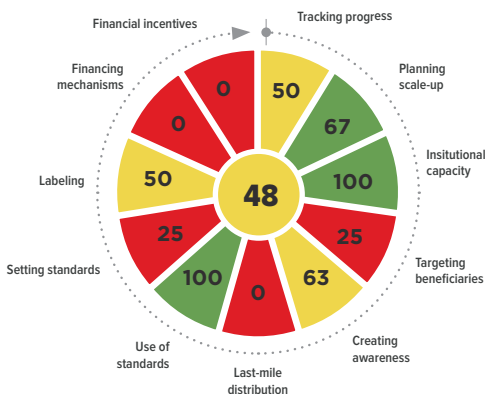 Financial incentives
Tracking progress
Financing
mechanisms
Planning
scale-up
0
50
0
67
Labeling
50
48
100
Insitutional
capacity
25
25
Setting standards
Targeting
beneficiaries
100
0
63
Use of
standards
Last-mile
distribution
Creating
awareness